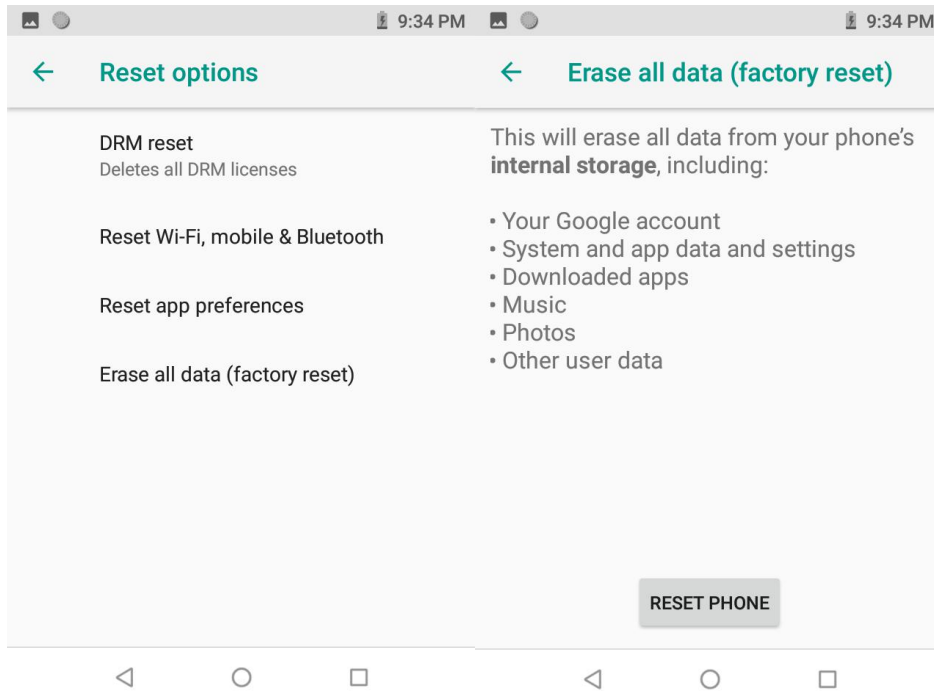 9:34 PM
Reset options
DRM reset
Deletes all DRM licenses
Reset Wi-Fi, mobile & Bluetooth
Reset app preferences
Erase all data (factory reset)
9:34 PM
Erase all data (factory reset)
This will erase all data from your phone's
internal storage, including:
• Your Google account
• System and app data and settings
• Downloaded apps
• Music
• Photos
• Other user data
RESET PHONE